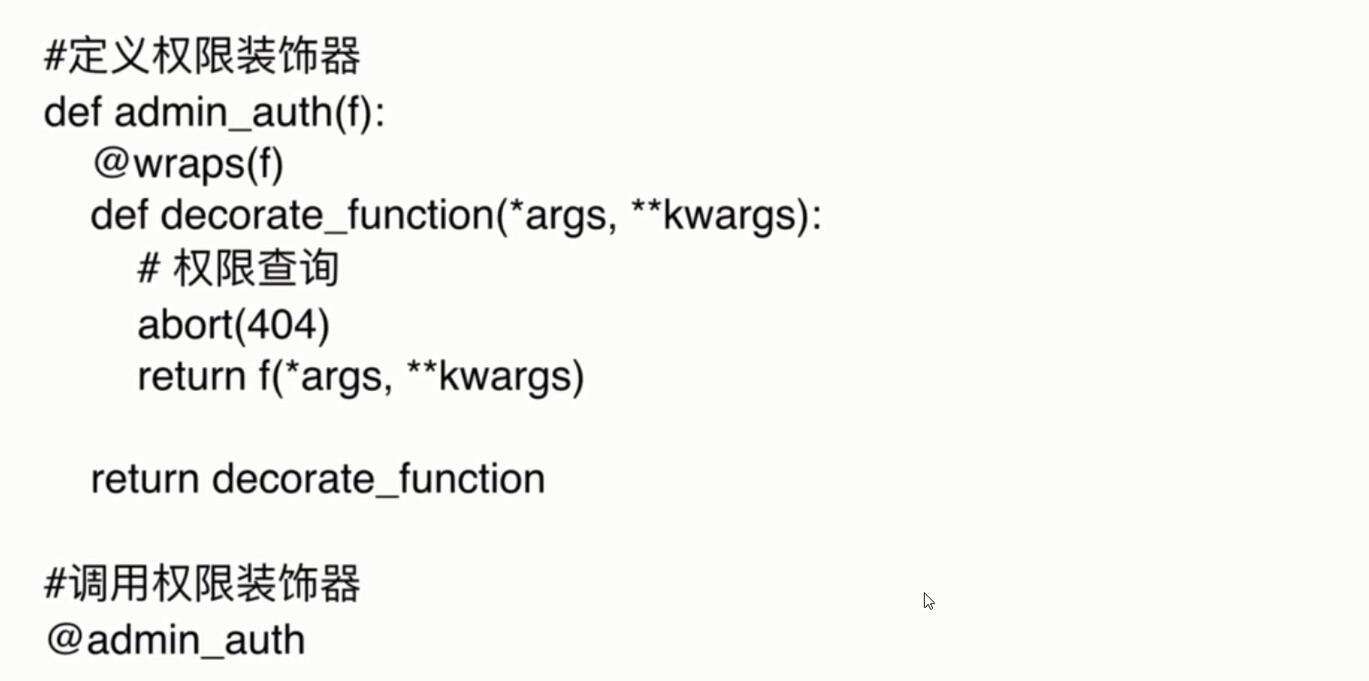 #定义权限装饰器
def admin_auth(f):
@wraps(f)
def decorate_function(*args, **kwargs):
# 权限查询
abort(404)
return f(*args, **kwargs)
return decorate_function
#调用权限装饰器
@admin_auth